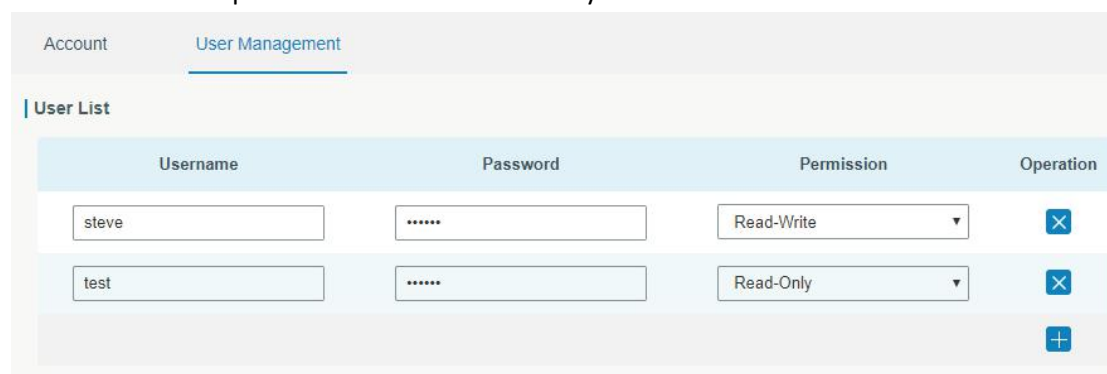 Account User Management
User List
Username Password Permission Operation
steve •••••• Read-Write
test •••••• Read-Only